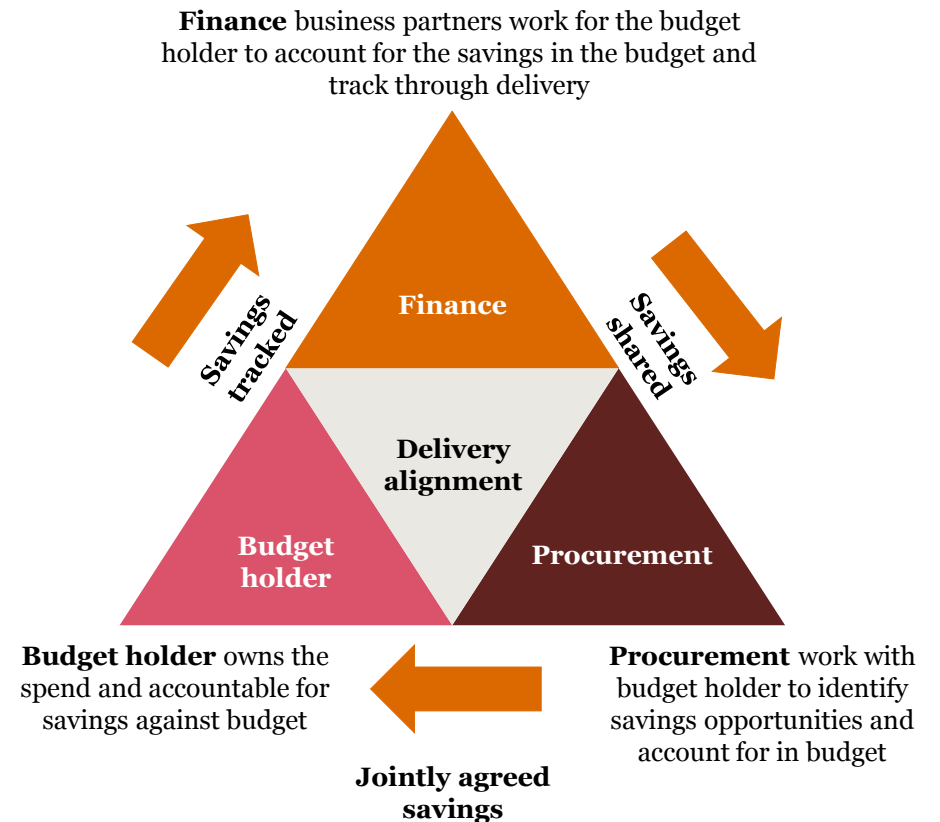 Finance business partners work for the budget
holder to account for the savings in the budget and
track through delivery
Savings
tracked
Finance
Savings
shared
Delivery
alignment
Budget
holder
Procurement
Budget holder owns the
spend and accountable for
savings against budget
Procurement work with
budget holder to identify
savings opportunities and
account for in budget
Jointly agreed
savings